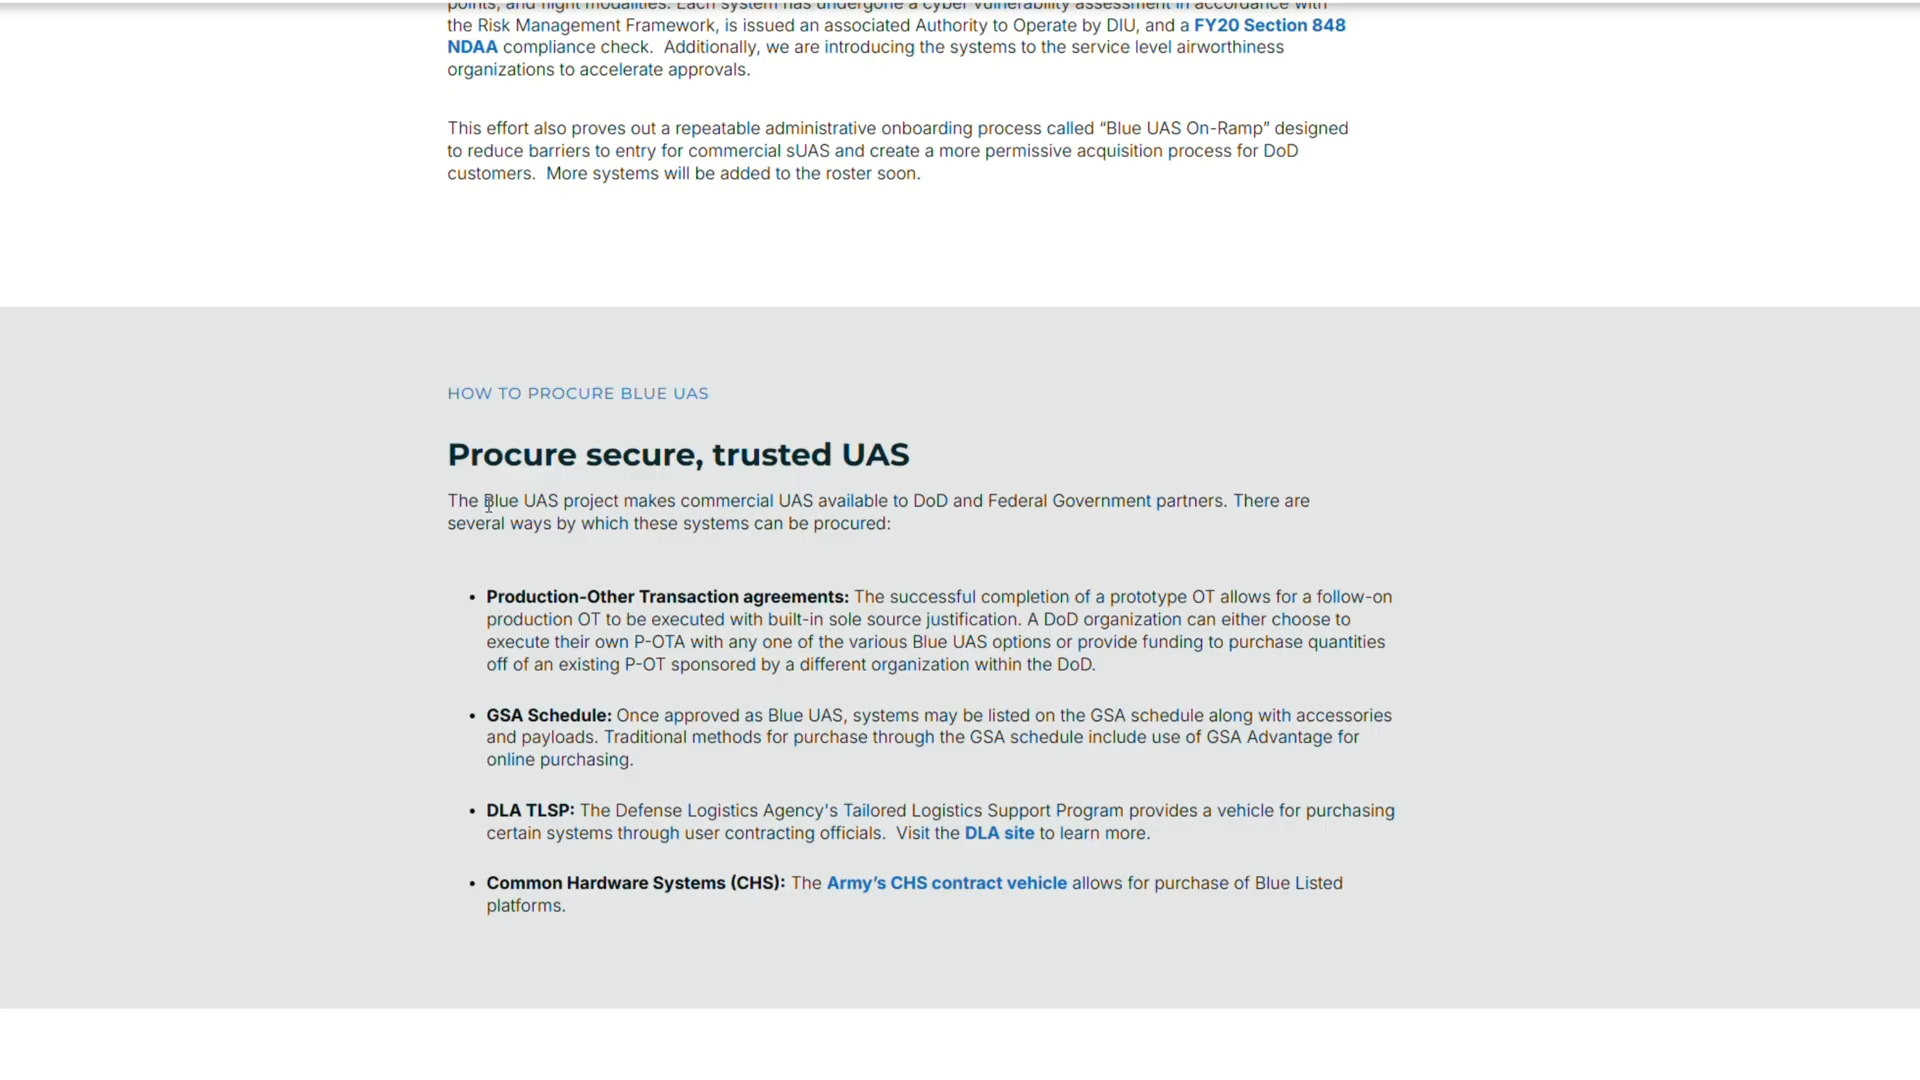 points, and flight modalities. Each system has undergone a cyber vulnerability assessment in accordance with
the Risk Management Framework, is issued an associated Authority to Operate by DIU, and a FY20 Section 848
NDAA compliance check.  Additionally, we are introducing the systems to the service level airworthiness
organizations to accelerate approvals.
This effort also proves out a repeatable administrative onboarding process called “Blue UAS On-Ramp” designed
to reduce barriers to entry for commercial sUAS and create a more permissive acquisition process for DoD
customers.  More systems will be added to the roster soon.
HOW TO PROCURE BLUE UAS
Procure secure, trusted UAS
The Blue UAS project makes commercial UAS available to DoD and Federal Government partners. There are
several ways by which these systems can be procured:
• Production-Other Transaction agreements: The successful completion of a prototype OT allows for a follow-on
production OT to be executed with built-in sole source justification. A DoD organization can either choose to
execute their own P-OTA with any one of the various Blue UAS options or provide funding to purchase quantities
off of an existing P-OT sponsored by a different organization within the DoD.
• GSA Schedule: Once approved as Blue UAS, systems may be listed on the GSA schedule along with accessories
and payloads. Traditional methods for purchase through the GSA schedule include use of GSA Advantage for
online purchasing.
• DLA TLSP: The Defense Logistics Agency's Tailored Logistics Support Program provides a vehicle for purchasing
certain systems through user contracting officials.  Visit the DLA site to learn more.
• Common Hardware Systems (CHS): The Army’s CHS contract vehicle allows for purchase of Blue Listed
platforms.